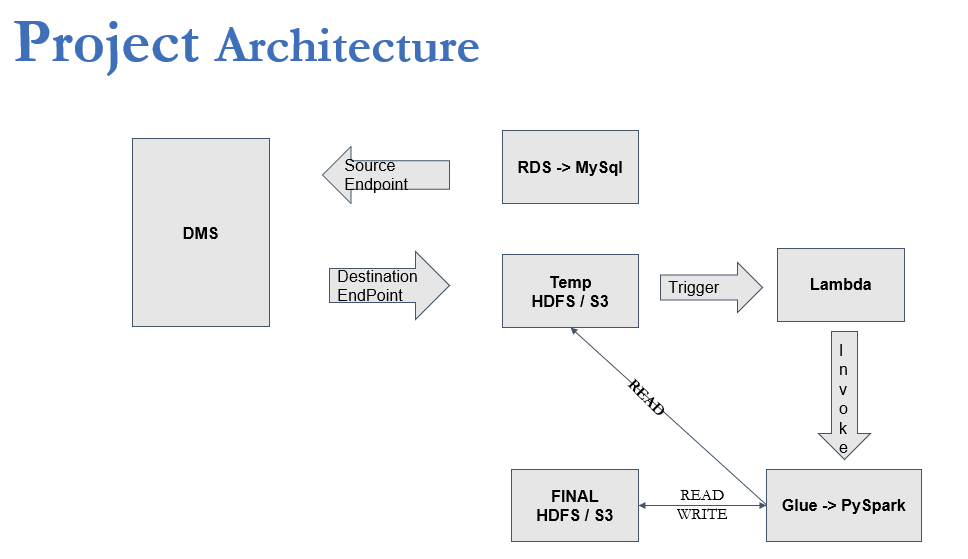 Project Architecture
Source
Endpoint
RDS -> MySql
DMS
Destination
EndPoint
Temp
HDFS / S3
Trigger
Lambda
I
n
v
o
k
e
READ
FINAL
HDFS / S3
READ
WRITE
Glue -> PySpark